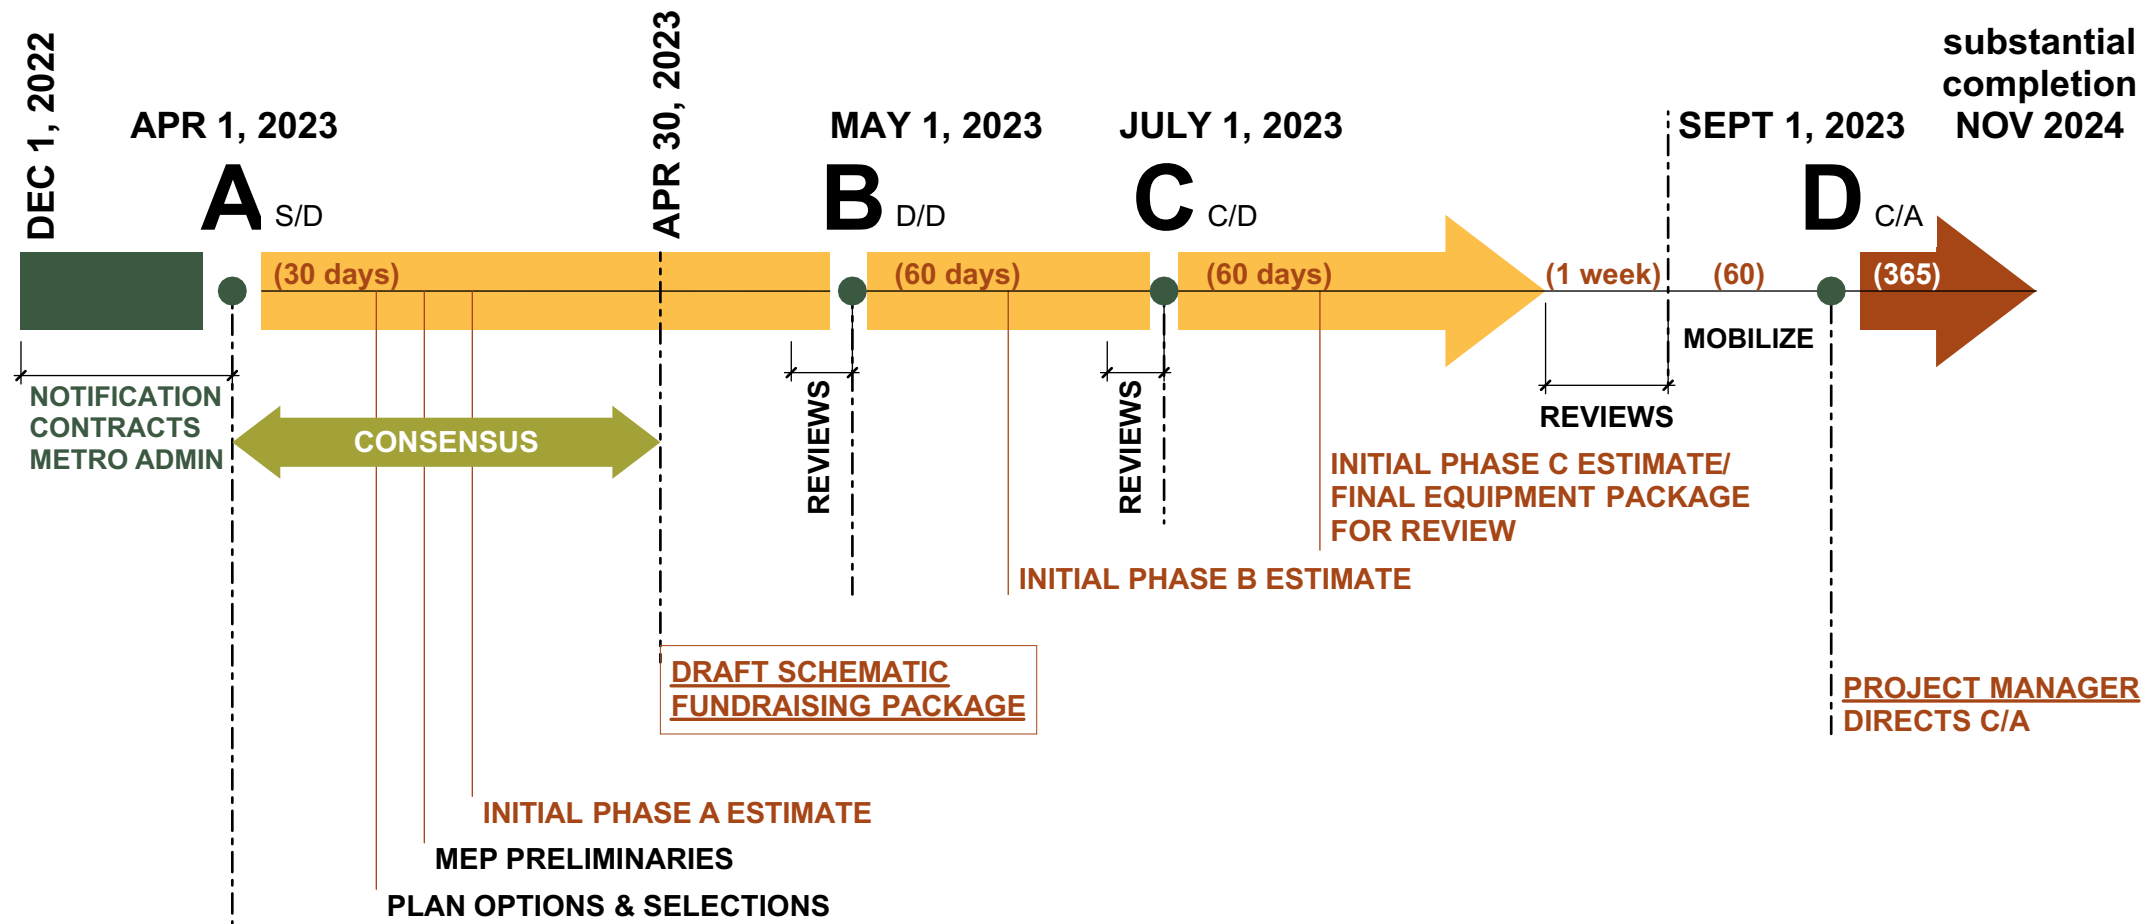 DEC 1, 2022
APR 1, 2023
APR 30, 2023
MAY 1, 2023
JULY 1, 2023
SEPT 1, 2023
substantial
completion
NOV 2024
A S/D
B D/D
C C/D
D C/A
(30 days)
(60 days)
(60 days)
(1 week)
(60)
(365)
MOBILIZE
NOTIFICATION
CONTRACTS
METRO ADMIN
CONSENSUS
REVIEWS
REVIEWS
REVIEWS
INITIAL PHASE C ESTIMATE/
FINAL EQUIPMENT PACKAGE
FOR REVIEW
INITIAL PHASE B ESTIMATE
DRAFT SCHEMATIC
FUNDRAISING PACKAGE
PROJECT MANAGER
DIRECTS C/A
INITIAL PHASE A ESTIMATE
MEP PRELIMINARIES
PLAN OPTIONS & SELECTIONS